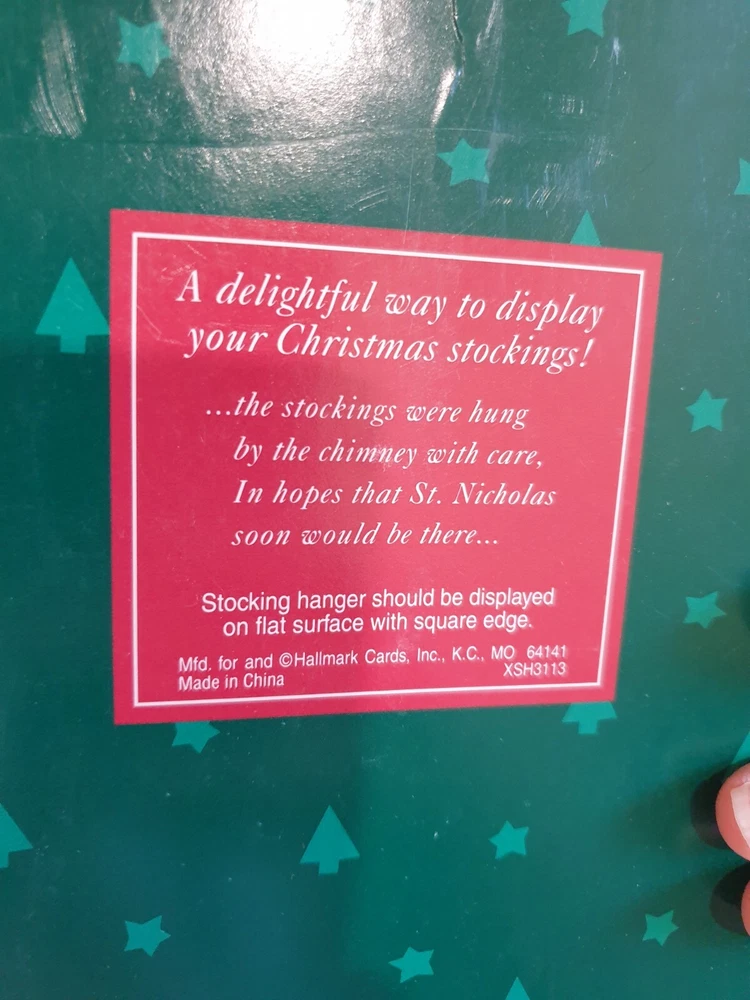 A delightful way to display
your Christmas stockings!
...the stockings were hung
by the chimney with care,
In hopes that St. Nicholas
soon would be there...
Stocking hanger should be displayed
on flat surface with square edge.
Mfd. for and ©Hallmark Cards, Inc., K.C., MO 64141
Made in China XSH3113